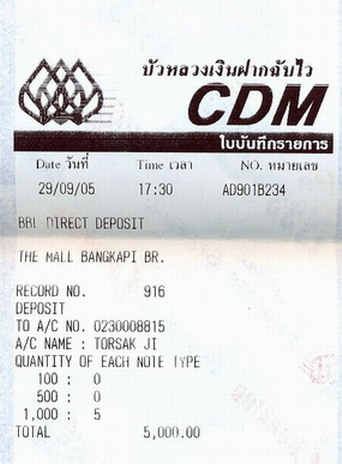 บัวหลวงเงินฝากฉับไว
CDM
ใบบันทึกรายการ
Date วันที่ Time เวลา NO. หมายเลข
29/09/05 17:30 AD901B234
BBL DIRECT DEPOSIT
THE MALL BANGKAPI BR.
RECORD NO. 916
DEPOSIT
TO A/C NO. 0230008815
A/C NAME : TORSAK JI
QUANTITY OF EACH NOTE TYPE
100 : 0
500 : 0
1,000 : 5
TOTAL 5,000.00